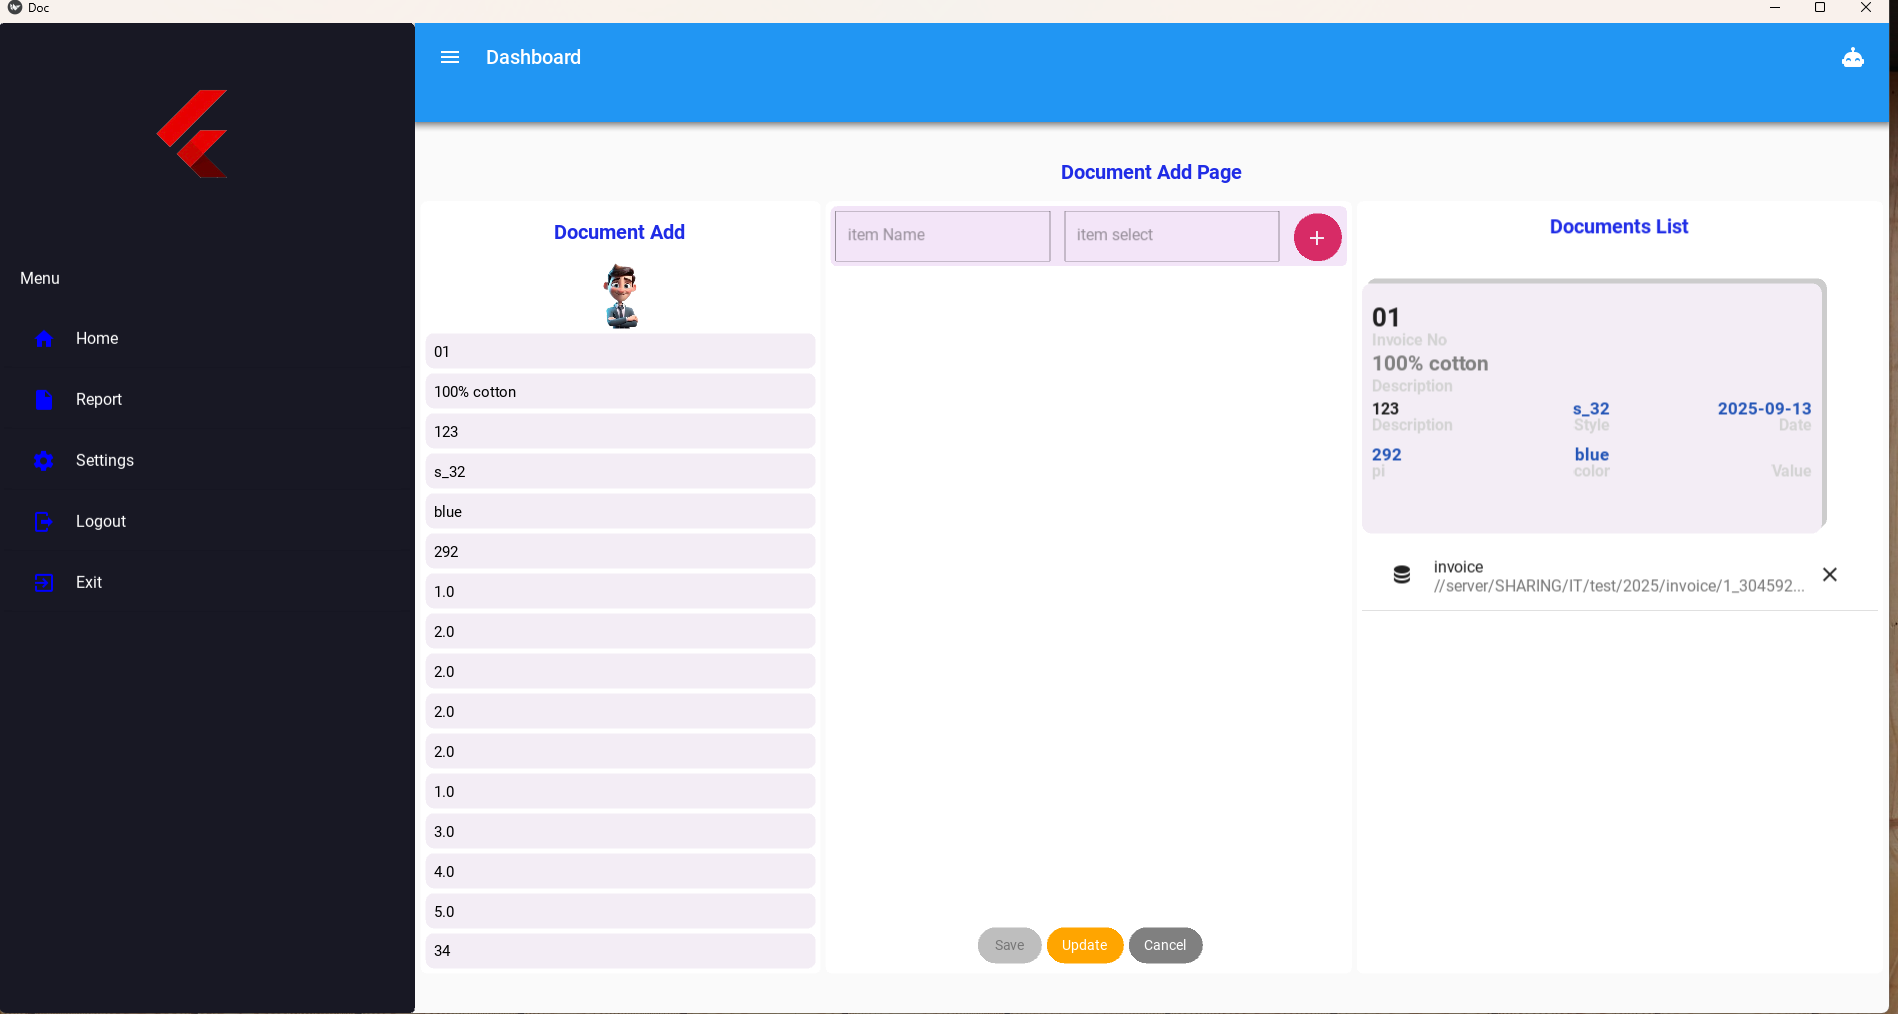 Doc
Dashboard
Menu
Home
Report
Settings
Logout
Exit
Document Add Page
Document Add
01
100% cotton
123
s_32
blue
292
1.0
2.0
2.0
2.0
2.0
1.0
3.0
4.0
5.0
34
item Name
item select
Save
Update
Cancel
Documents List
01
Invoice No
100% cotton
Description
123 s_32 2025-09-13
Description Style Date
292 blue
pi color Value
invoice
//server/SHARING/IT/test/2025/invoice/1_304592...